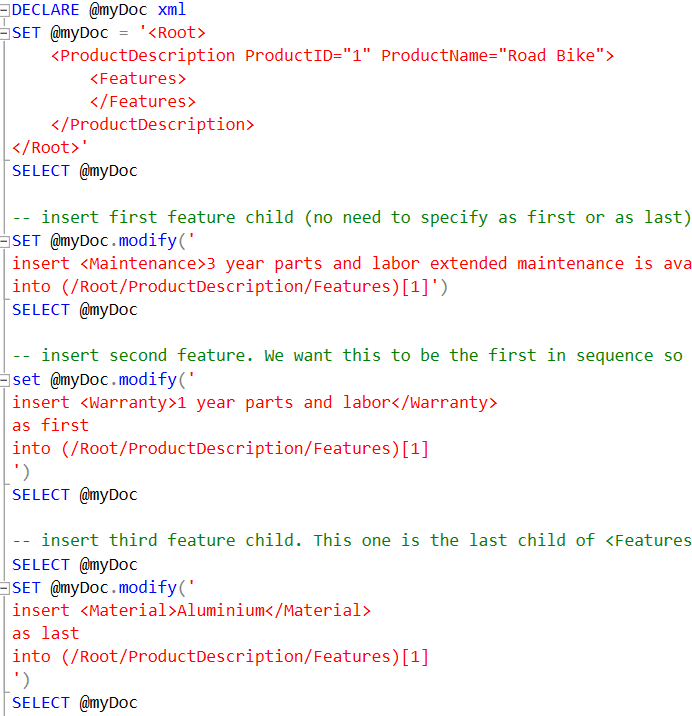 DECLARE @myDoc xml
SET @myDoc = '<Root>
    <ProductDescription ProductID="1" ProductName="Road Bike">
        <Features>
        </Features>
    </ProductDescription>
</Root>'
SELECT @myDoc

-- insert first feature child (no need to specify as first or as last)
SET @myDoc.modify('
insert <Maintenance>3 year parts and labor extended maintenance is ava
into (/Root/ProductDescription/Features)[1]')
SELECT @myDoc

-- insert second feature. We want this to be the first in sequence so
set @myDoc.modify('
insert <Warranty>1 year parts and labor</Warranty>
as first
into (/Root/ProductDescription/Features)[1]
')
SELECT @myDoc

-- insert third feature child. This one is the last child of <Features
SELECT @myDoc
SET @myDoc.modify('
insert <Material>Aluminium</Material>
as last
into (/Root/ProductDescription/Features)[1]
')
SELECT @myDoc